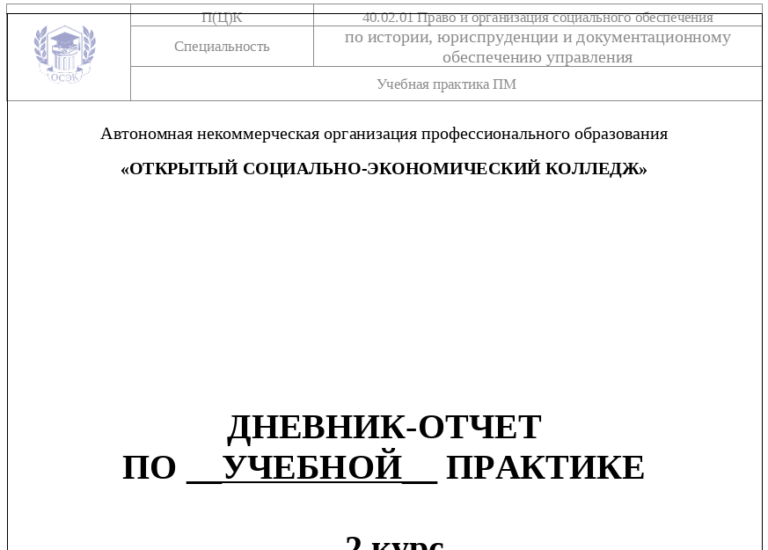 П(Ц)К
40.02.01 Право и организация социального обеспечения
Специальность
по истории, юриспруденции и документационному
обеспечению управления
Учебная практика ПМ
ОСЭК
Автономная некоммерческая организация профессионального образования
«ОТКРЫТЫЙ СОЦИАЛЬНО-ЭКОНОМИЧЕСКИЙ КОЛЛЕДЖ»
ДНЕВНИК-ОТЧЕТ
ПО __УЧЕБНОЙ__ ПРАКТИКЕ
2 курс